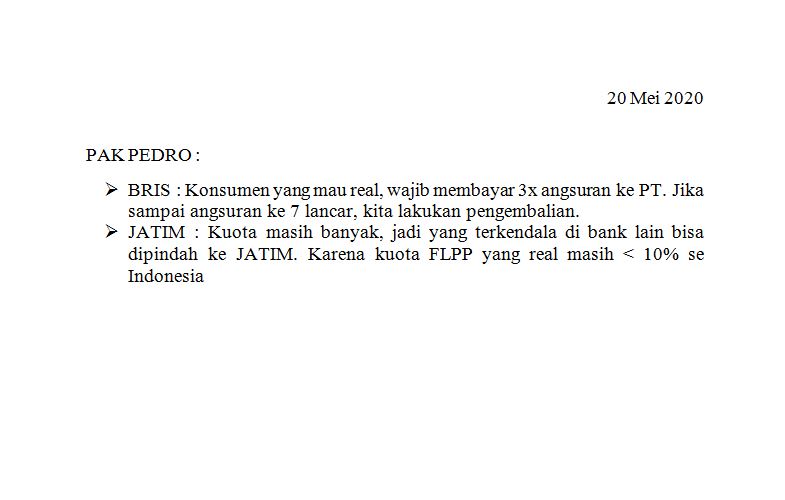 20 Mei 2020
PAK PEDRO :
➢ BRIS : Konsumen yang mau real, wajib membayar 3x angsuran ke PT. Jika
sampai angsuran ke 7 lancar, kita lakukan pengembalian.
➢ JATIM : Kuota masih banyak, jadi yang terkendala di bank lain bisa
dipindah ke JATIM. Karena kuota FLPP yang real masih < 10% se
Indonesia